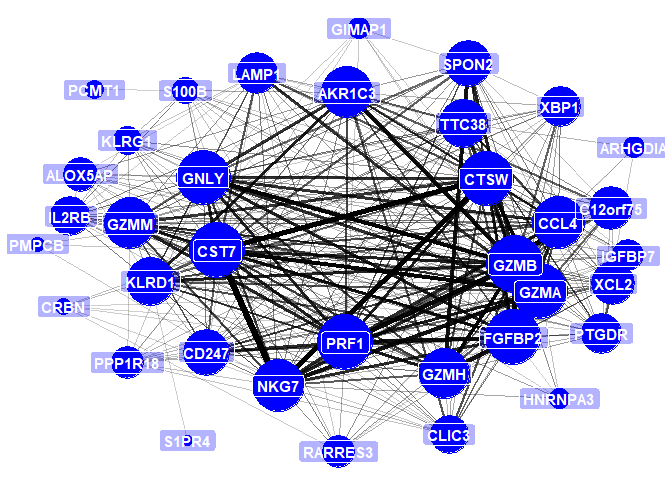 GIMAP1
SPON2
LAMP1
PCMT1
S100B
AKR1C3
XBP1
TTC38
KLRG1
ARHGDIA
ALOX5AP
GNLY
CTSW
IL2RB
GZMM
CCL4
C12orf75
PMPCB
CST7
GZMB
IGFBP7
KLRD1
GZMA
XCL2
CRBN
PTGDR
PRF1
FGFBP2
PPP1R18
CD247
GZMH
NKG7
HNRNPA3
S1PR4
CLIC3
RARRES3